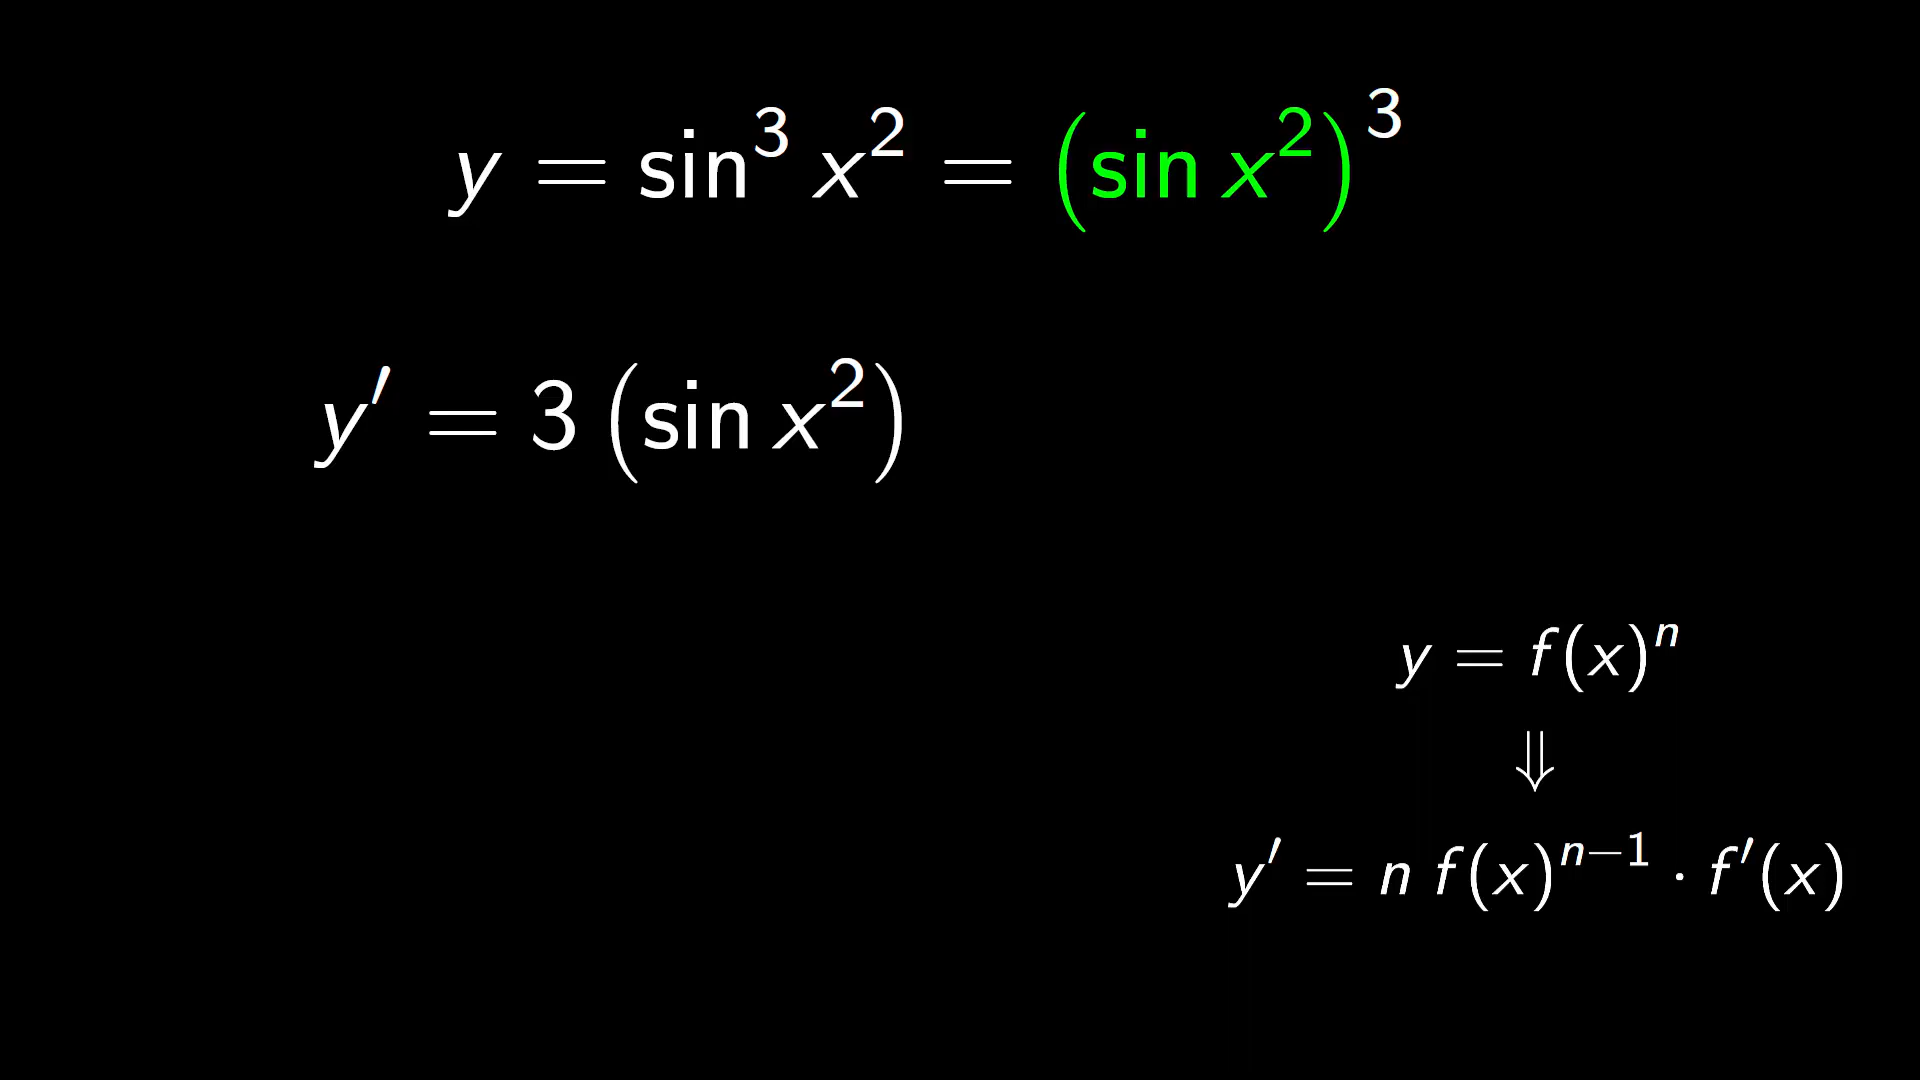 y = sin³ x² = (sin x²)³
y′ = 3 (sin x²)
y = f(x)ⁿ
⇓
y′ = n f(x)ⁿ⁻¹ · f′(x)